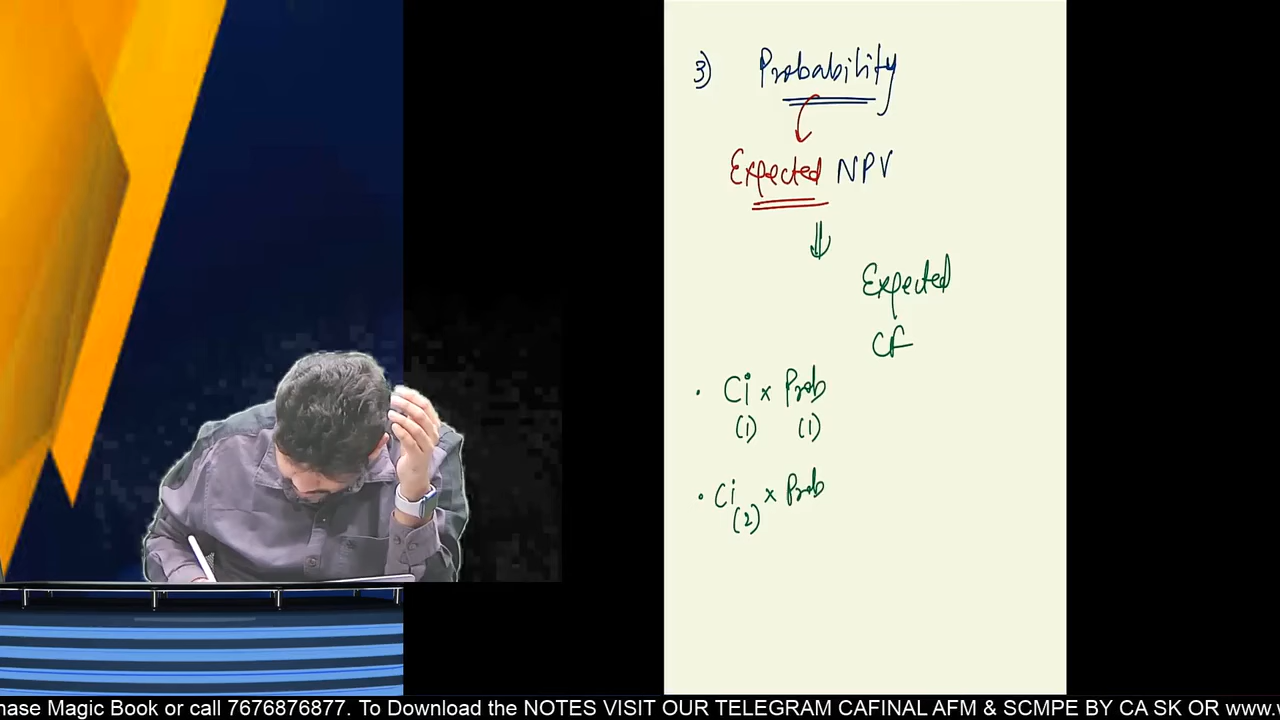 3) Probability
Expected NPV
Expected
CF
. Ci x Prob
(1) (1)
. Ci x Prob
(2)
hase Magic Book or call 7676876877. To Download the NOTES VISIT OUR TELEGRAM CAFINAL AFM & SCMPE BY CA SK OR www.